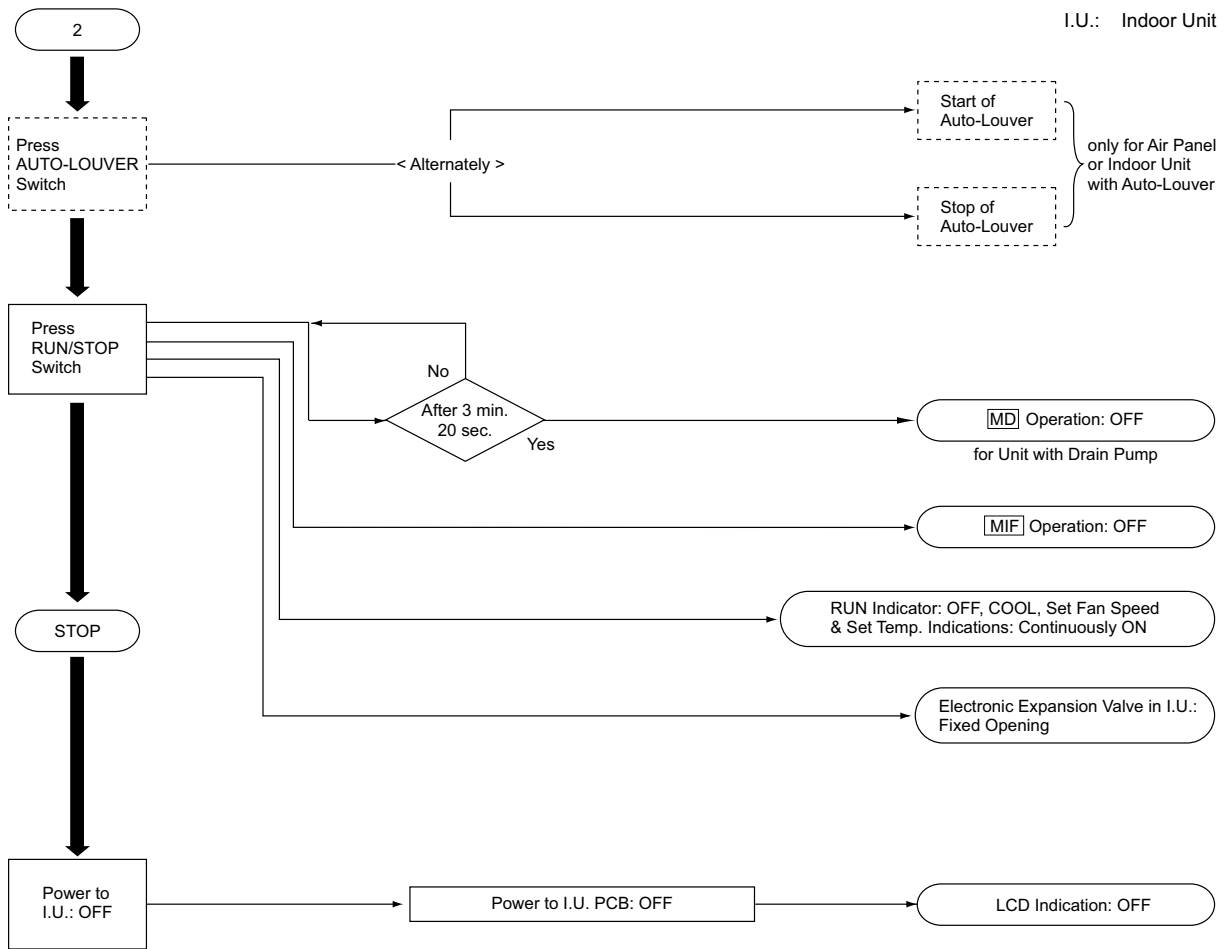 I.U.: Indoor Unit
2
Press
AUTO-LOUVER
Switch
< Alternately >
Start of
Auto-Louver
Stop of
Auto-Louver
only for Air Panel
or Indoor Unit
with Auto-Louver
Press
RUN/STOP
Switch
No
After 3 min.
20 sec.
Yes
MD Operation: OFF
for Unit with Drain Pump
MIF Operation: OFF
RUN Indicator: OFF, COOL, Set Fan Speed
& Set Temp. Indications: Continuously ON
STOP
Electronic Expansion Valve in I.U.:
Fixed Opening
Power to
I.U.: OFF
Power to I.U. PCB: OFF
LCD Indication: OFF